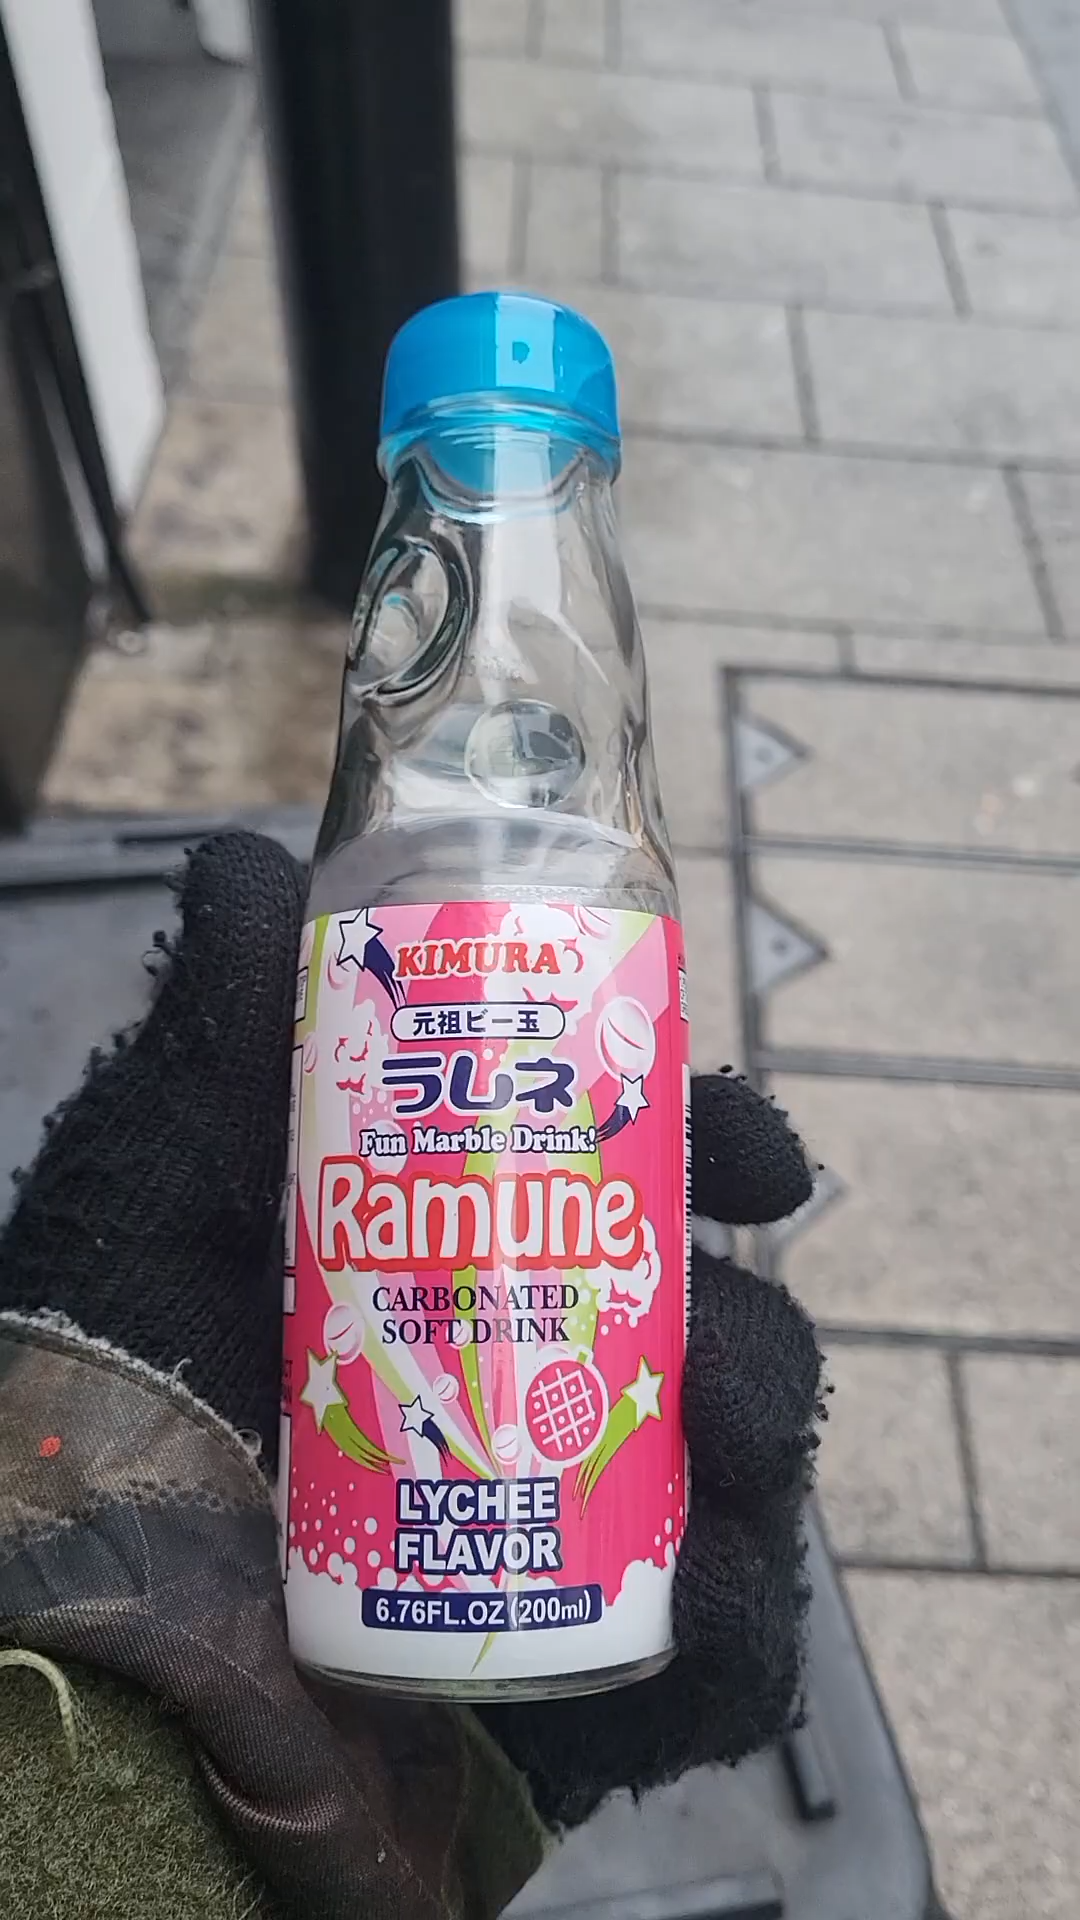 KIMURA
元祖ビー玉
ラムネ
Fun Marble Drink!
Ramune
CARBONATED
SOFT DRINK
LYCHEE
FLAVOR
6.76FL.OZ(200ml)